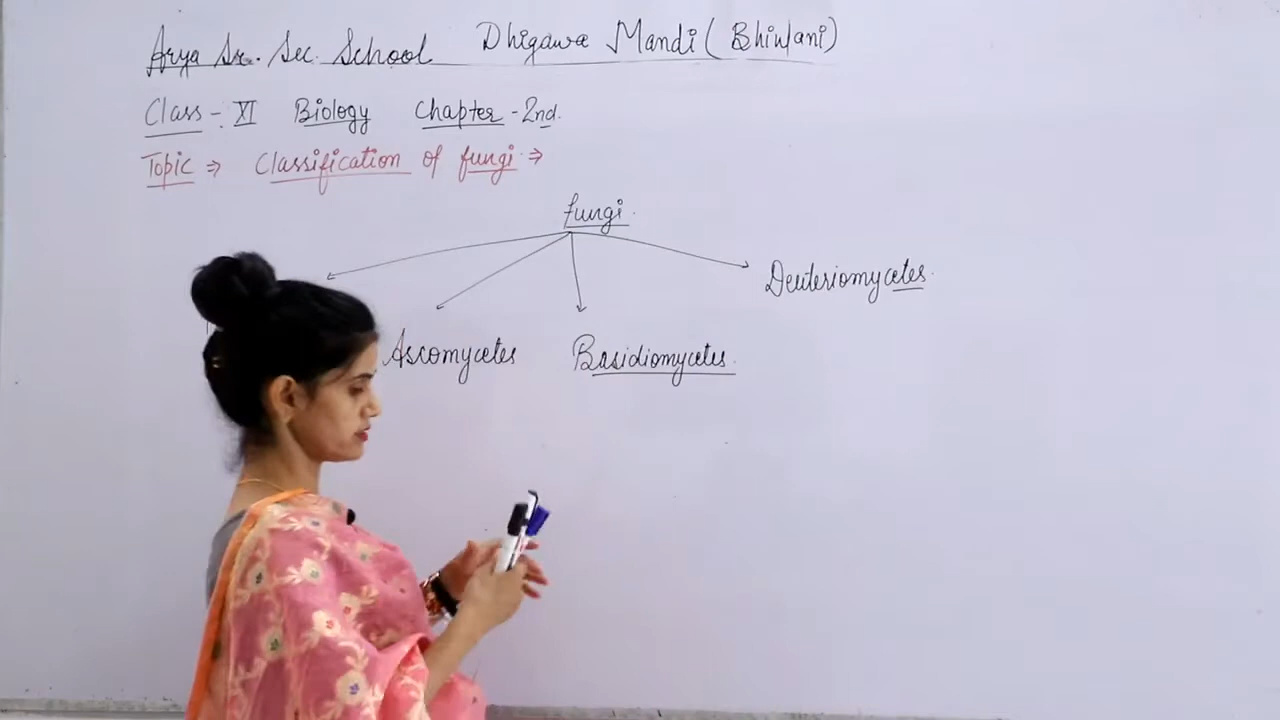 Arya Sr. Sec. School Dhigawa Mandi (Bhiwani)
Class - XI Biology Chapter - 2nd.
Topic ⇒ Classification of fungi ⇒
fungi.
Deuteriomycetes.
Ascomycetes Basidiomycetes.